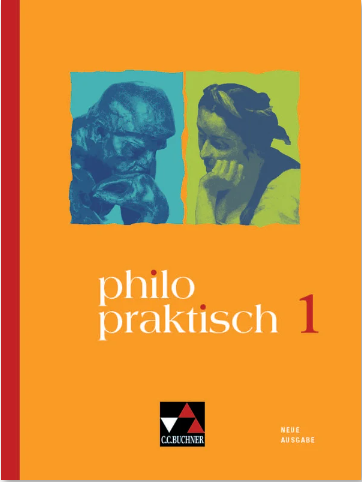 philo
praktisch 1
C.C.BUCHNER
NEUE
AUSGABE